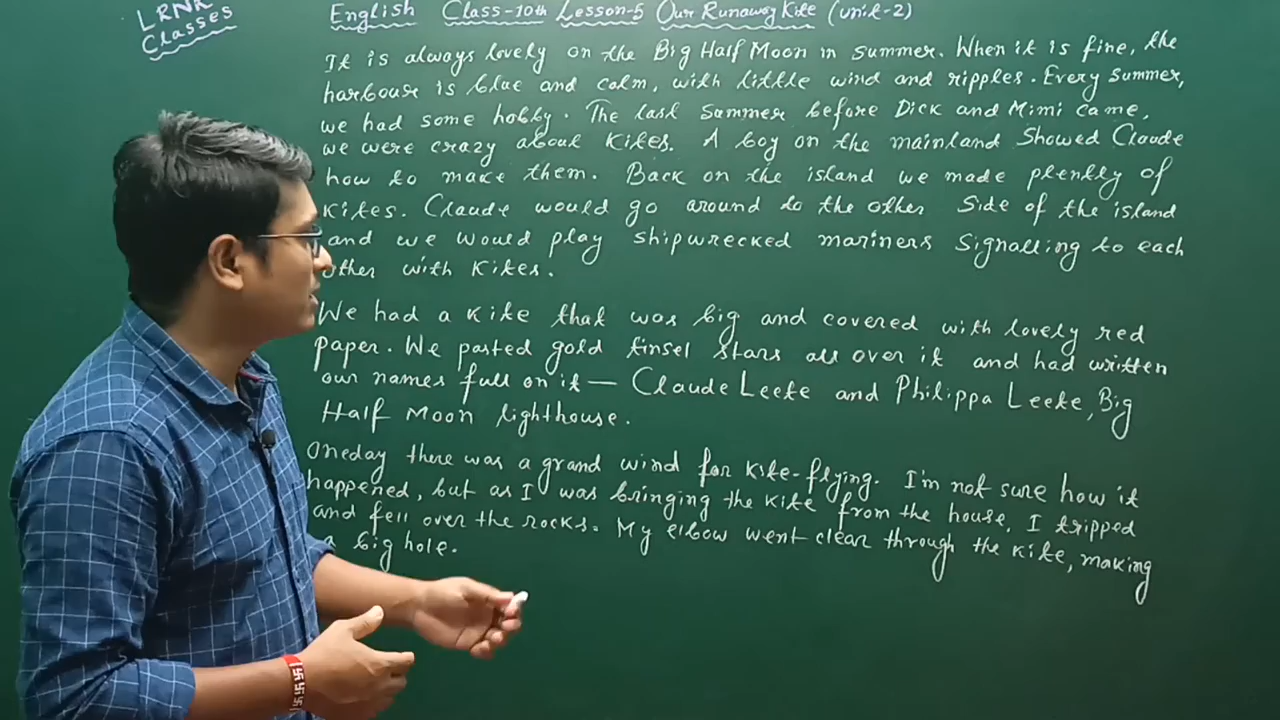 LRNR
Classes
English Class-10th Lesson-5 Our Runaway Kite (Unit-2)
It is always lovely on the Big Half Moon in summer. When it is fine, the
harbour is blue and calm, with little wind and ripples. Every summer,
we had some hobby. The last summer before Dick and Mimi came,
we were crazy about kites. A boy on the mainland Showed Claude
how to make them. Back on the island we made plenty of
kites. Claude would go around to the other Side of the island
and we would play shipwrecked mariners signalling to each
other with kites.
We had a kite that was big and covered with lovely red
paper. We pasted gold tinsel stars all over it and had written
our names full on it — Claude Leete and Philippa Leete, Big
Half Moon lighthouse.
Oneday there was a grand wind for kite-flying. I'm not sure how it
happened, but as I was bringing the kite from the house, I tripped
and fell over the rocks. My elbow went clear through the kite, making
a big hole.